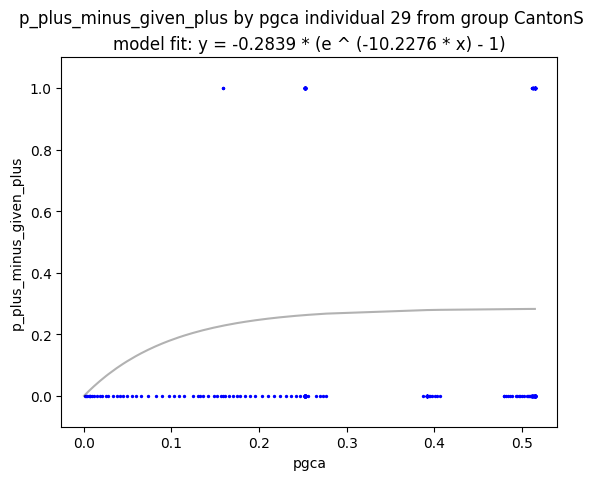 p_plus_minus_given_plus by pgca individual 29 from group CantonS
model fit: y = -0.2839 * (e ^ (-10.2276 * x) - 1)
1.0
0.8
0.6
0.4
0.2
0.0
p_plus_minus_given_plus
0.0 0.1 0.2 0.3 0.4 0.5
pgca